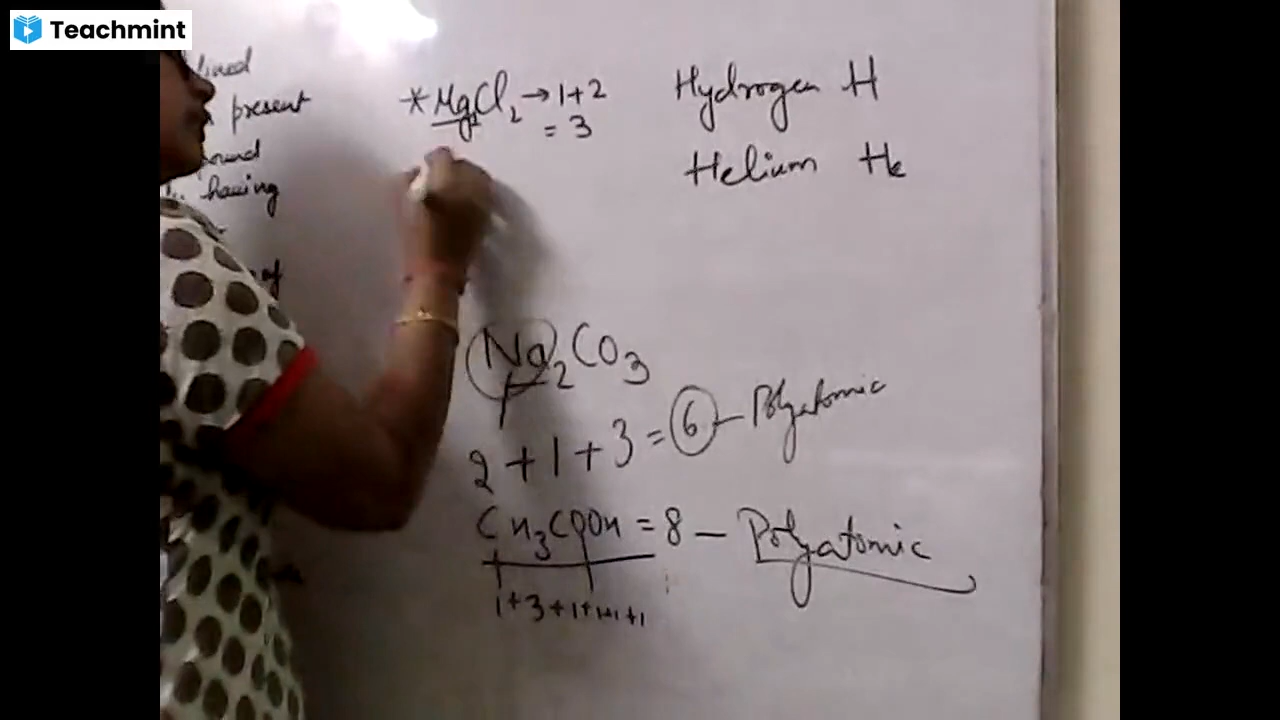 Teachmint
present
having
of
*MgCl2 → 1+2
= 3
Hydrogen H
Helium He
Na2CO3
2+1+3 = 6 – Polyatomic
CH3COOH = 8 – Polyatomic
1+3+1+1+1+1